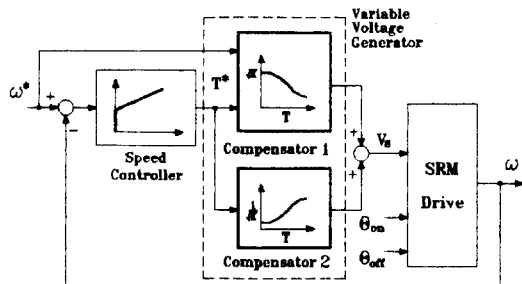 Variable
Voltage
Generator
ω*
+
−
T*
T
Speed
Controller
Compensator 1
+
+
Vs
SRM
Drive
ω
T
Compensator 2
Θon
Θoff